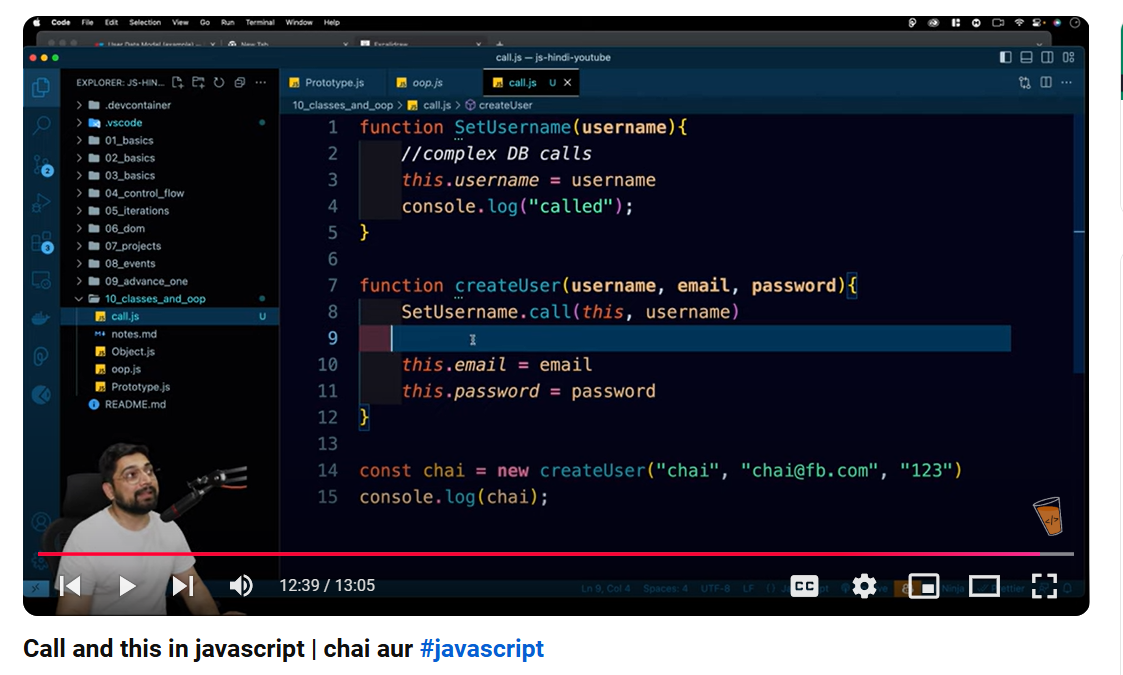 Code File Edit Selection View Go Run Terminal Window Help
User Data Model (example) New Tab Excalidraw
call.js — js-hindi-youtube
EXPLORER: JS-HIN...
Prototype.js oop.js call.js U
10_classes_and_oop > call.js > createUser
.devcontainer
.vscode
01_basics
02_basics
03_basics
04_control_flow
05_iterations
06_dom
07_projects
08_events
09_advance_one
10_classes_and_oop
call.js U
notes.md
Object.js
oop.js
Prototype.js
README.md
2
3
1 function SetUsername(username){
2 //complex DB calls
3 this.username = username
4 console.log("called");
5 }
6
7 function createUser(username, email, password){
8 SetUsername.call(this, username)
9
10 this.email = email
11 this.password = password
12 }
13
14 const chai = new createUser("chai", "chai@fb.com", "123")
15 console.log(chai);
</>
12:39 / 13:05
CC
Ln 9, Col 4 Spaces: 4 UTF-8 LF
Call and this in javascript | chai aur #javascript